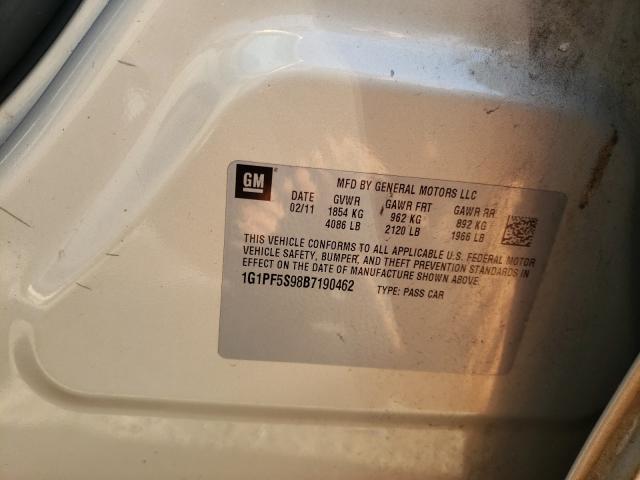 GM
MFD BY GENERAL MOTORS LLC
DATE GVWR GAWR FRT GAWR RR
02/11 1854 KG 962 KG 892 KG
4086 LB 2120 LB 1966 LB
THIS VEHICLE CONFORMS TO ALL APPLICABLE U.S. FEDERAL MOTOR
VEHICLE SAFETY, BUMPER, AND THEFT PREVENTION STANDARDS IN
EFFECT ON THE DATE OF MANUFACTURE SHOWN ABOVE.
1G1PF5S98B7190462 TYPE: PASS CAR